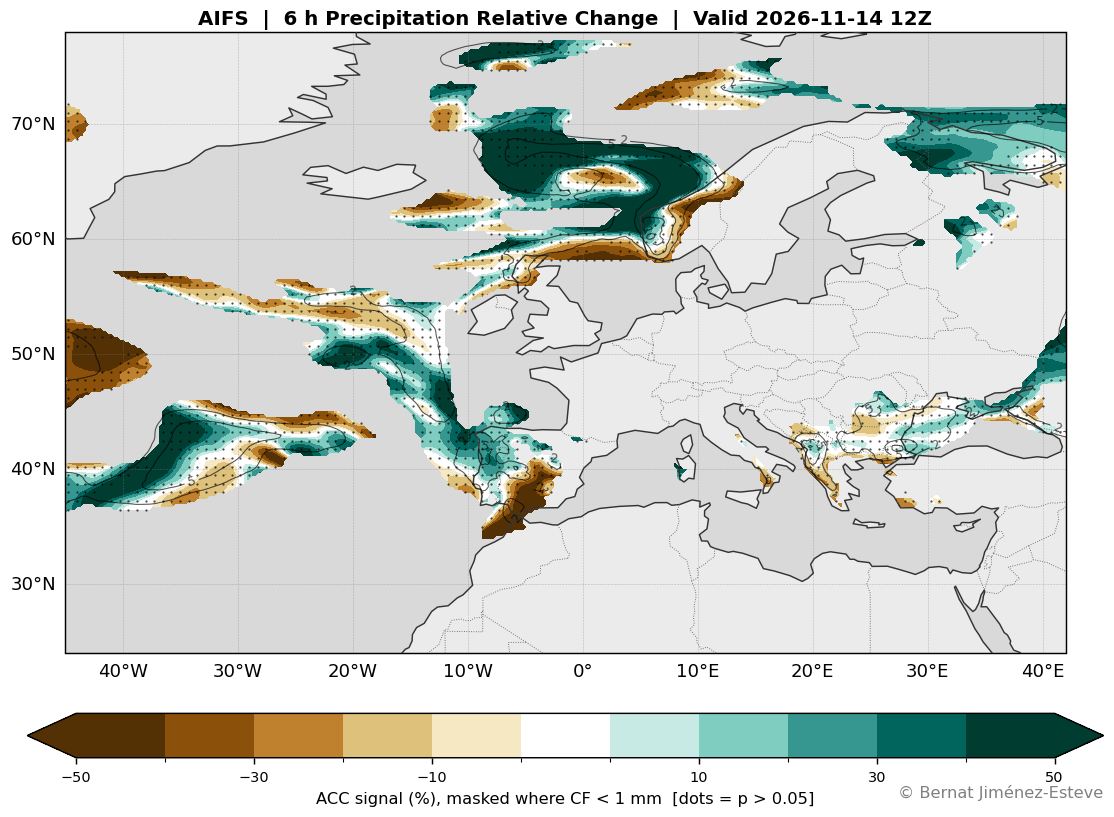 AIFS | 6 h Precipitation Relative Change | Valid 2026-11-14 12Z
70°N
60°N
50°N
40°N
30°N
40°W 30°W 20°W 10°W 0° 10°E 20°E 30°E 40°E
−50 −30 −10 10 30 50
ACC signal (%), masked where CF < 1 mm [dots = p > 0.05]
© Bernat Jiménez-Esteve